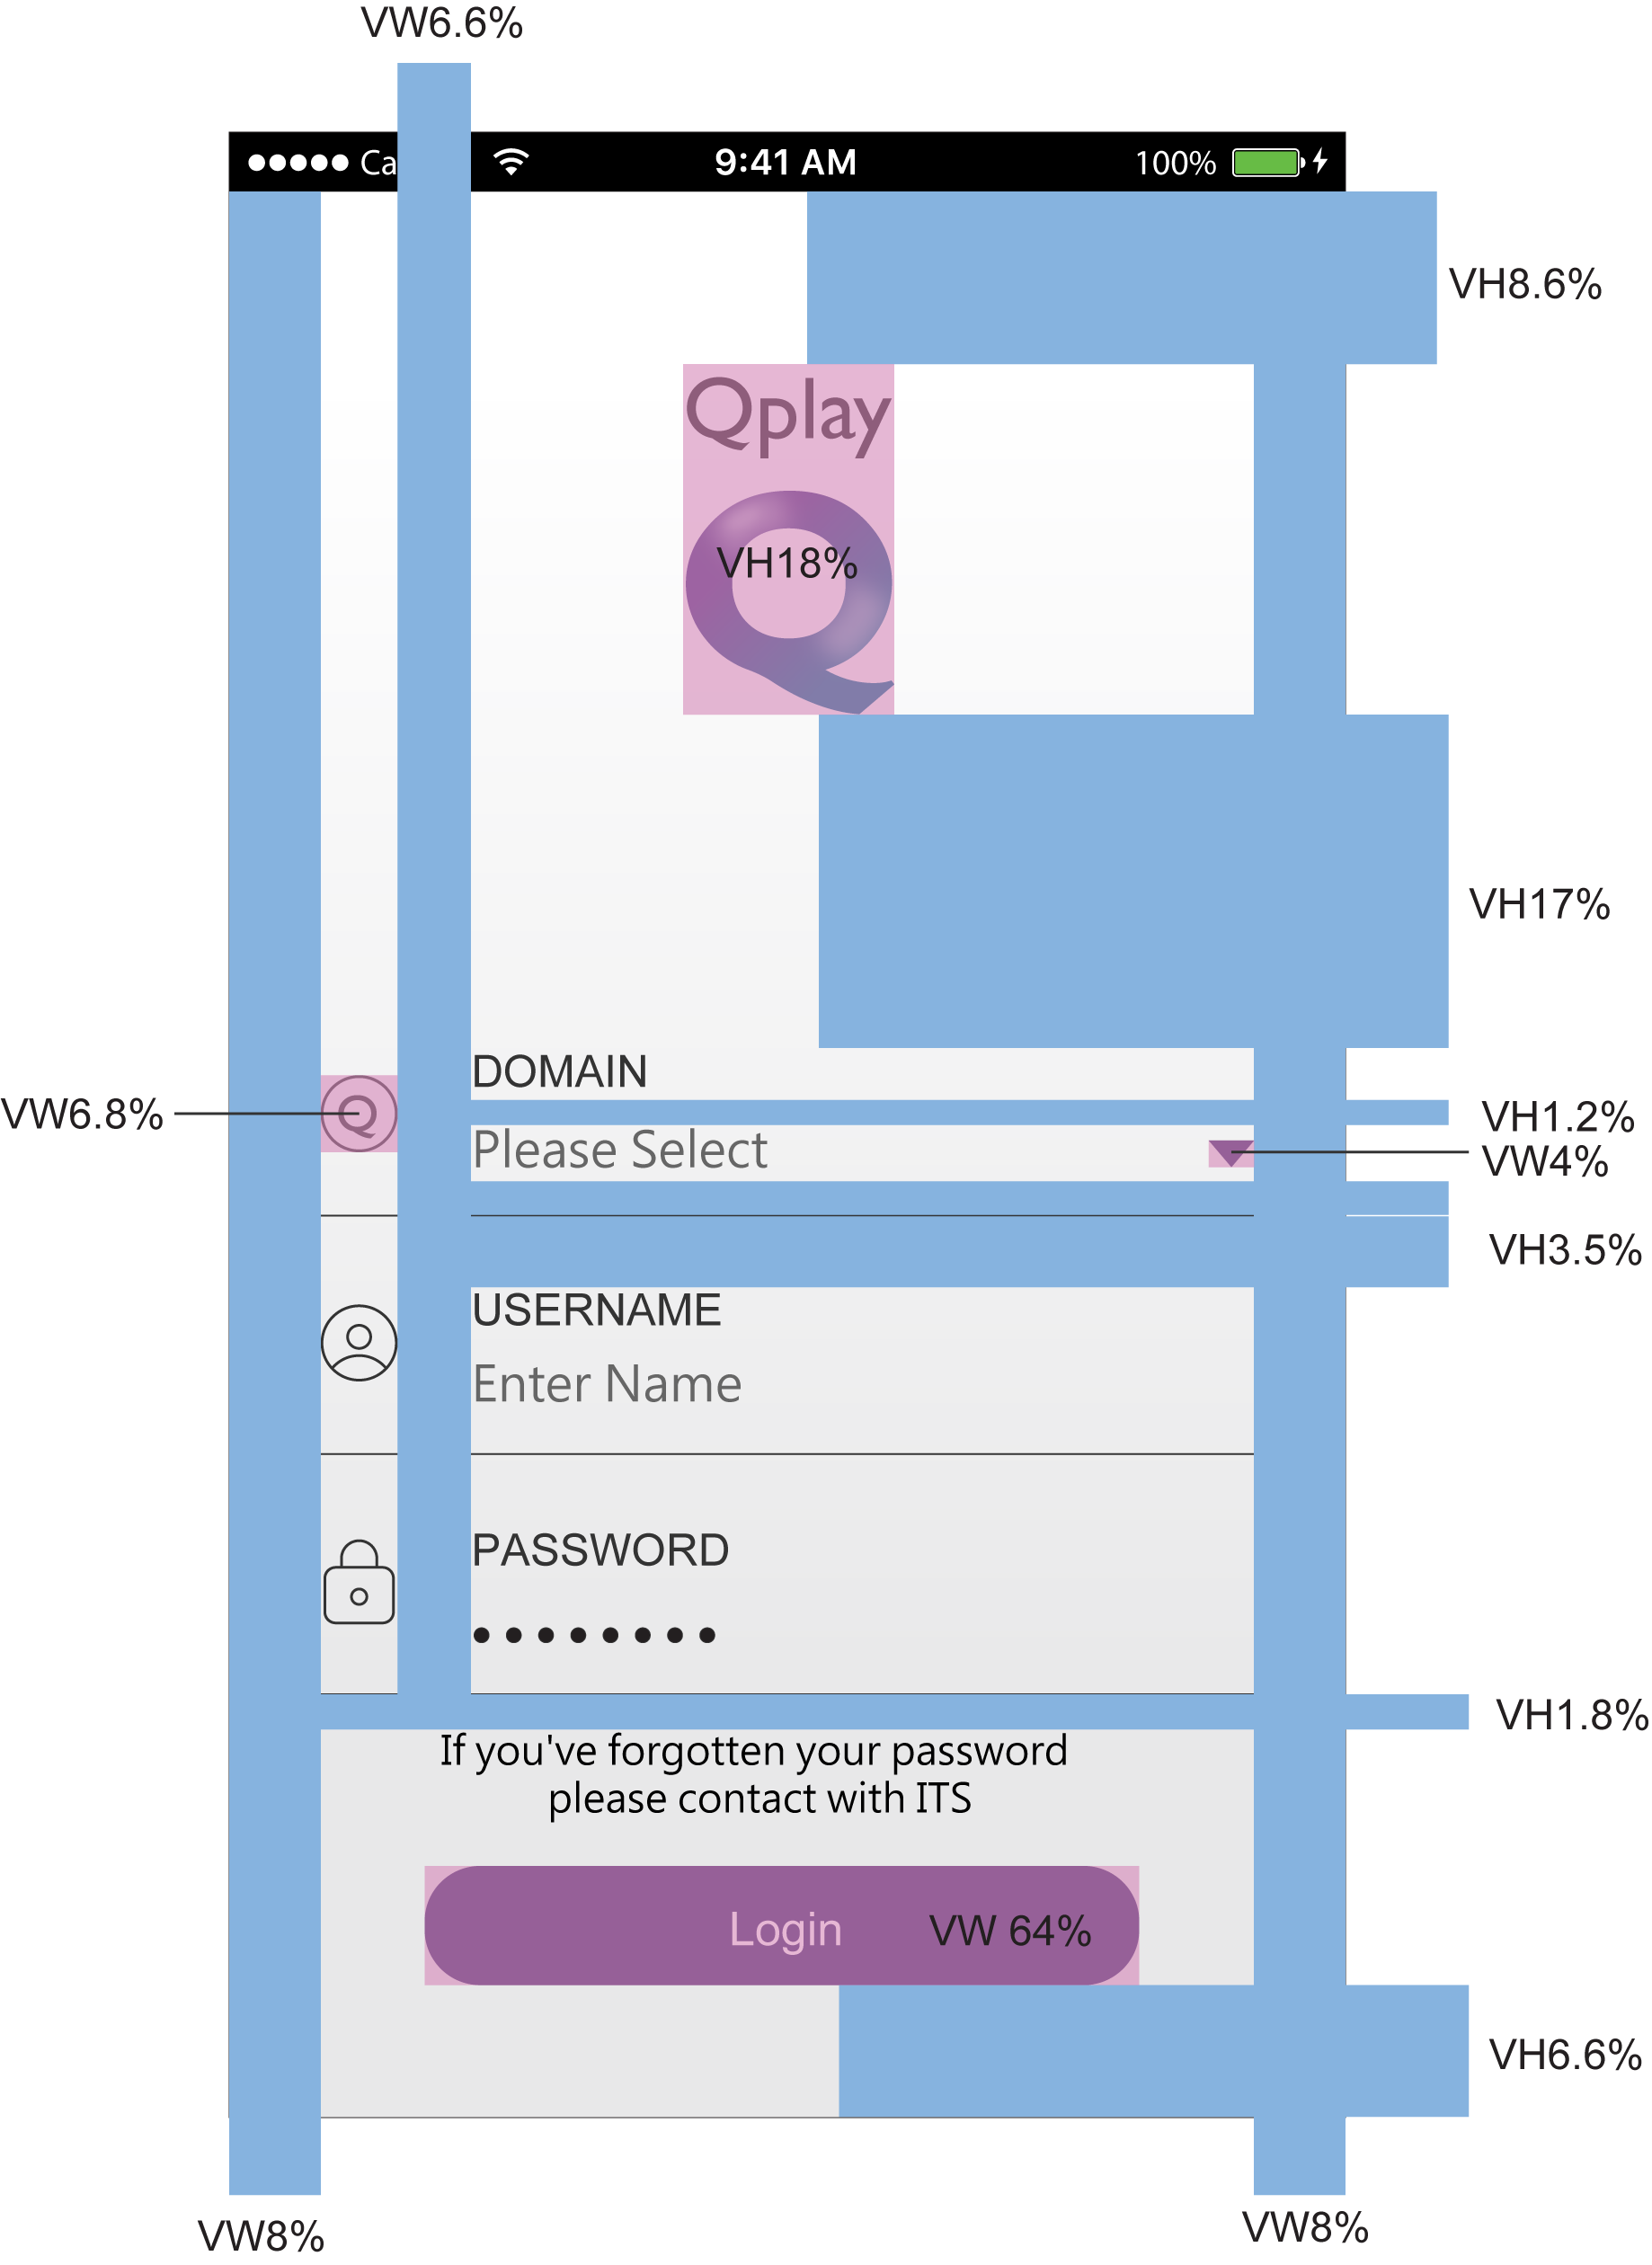 VW6.6%
Ca
9:41 AM
100%
VH8.6%
Qplay
VH18%
VH17%
DOMAIN
VW6.8%
Q
VH1.2%
Please Select
VW4%
VH3.5%
USERNAME
Enter Name
PASSWORD
VH1.8%
If you've forgotten your password
please contact with ITS
Login
VW 64%
VH6.6%
VW8%
VW8%